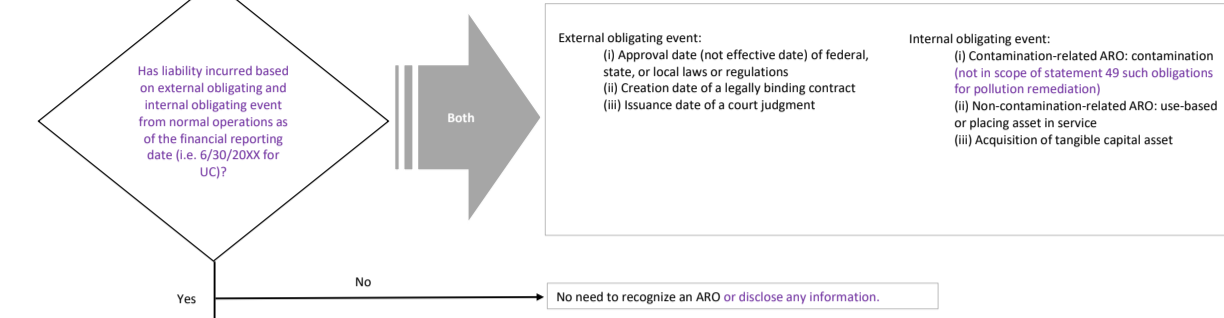 Has liability incurred based
on external obligating and
internal obligating event
from normal operations as
of the financial reporting
date (i.e. 6/30/20XX for
UC)?
Both
External obligating event:
(i) Approval date (not effective date) of federal,
state, or local laws or regulations
(ii) Creation date of a legally binding contract
(iii) Issuance date of a court judgment
Internal obligating event:
(i) Contamination-related ARO: contamination
(not in scope of statement 49 such obligations
for pollution remediation)
(ii) Non-contamination-related ARO: use-based
or placing asset in service
(iii) Acquisition of tangible capital asset
No
Yes
No need to recognize an ARO or disclose any information.